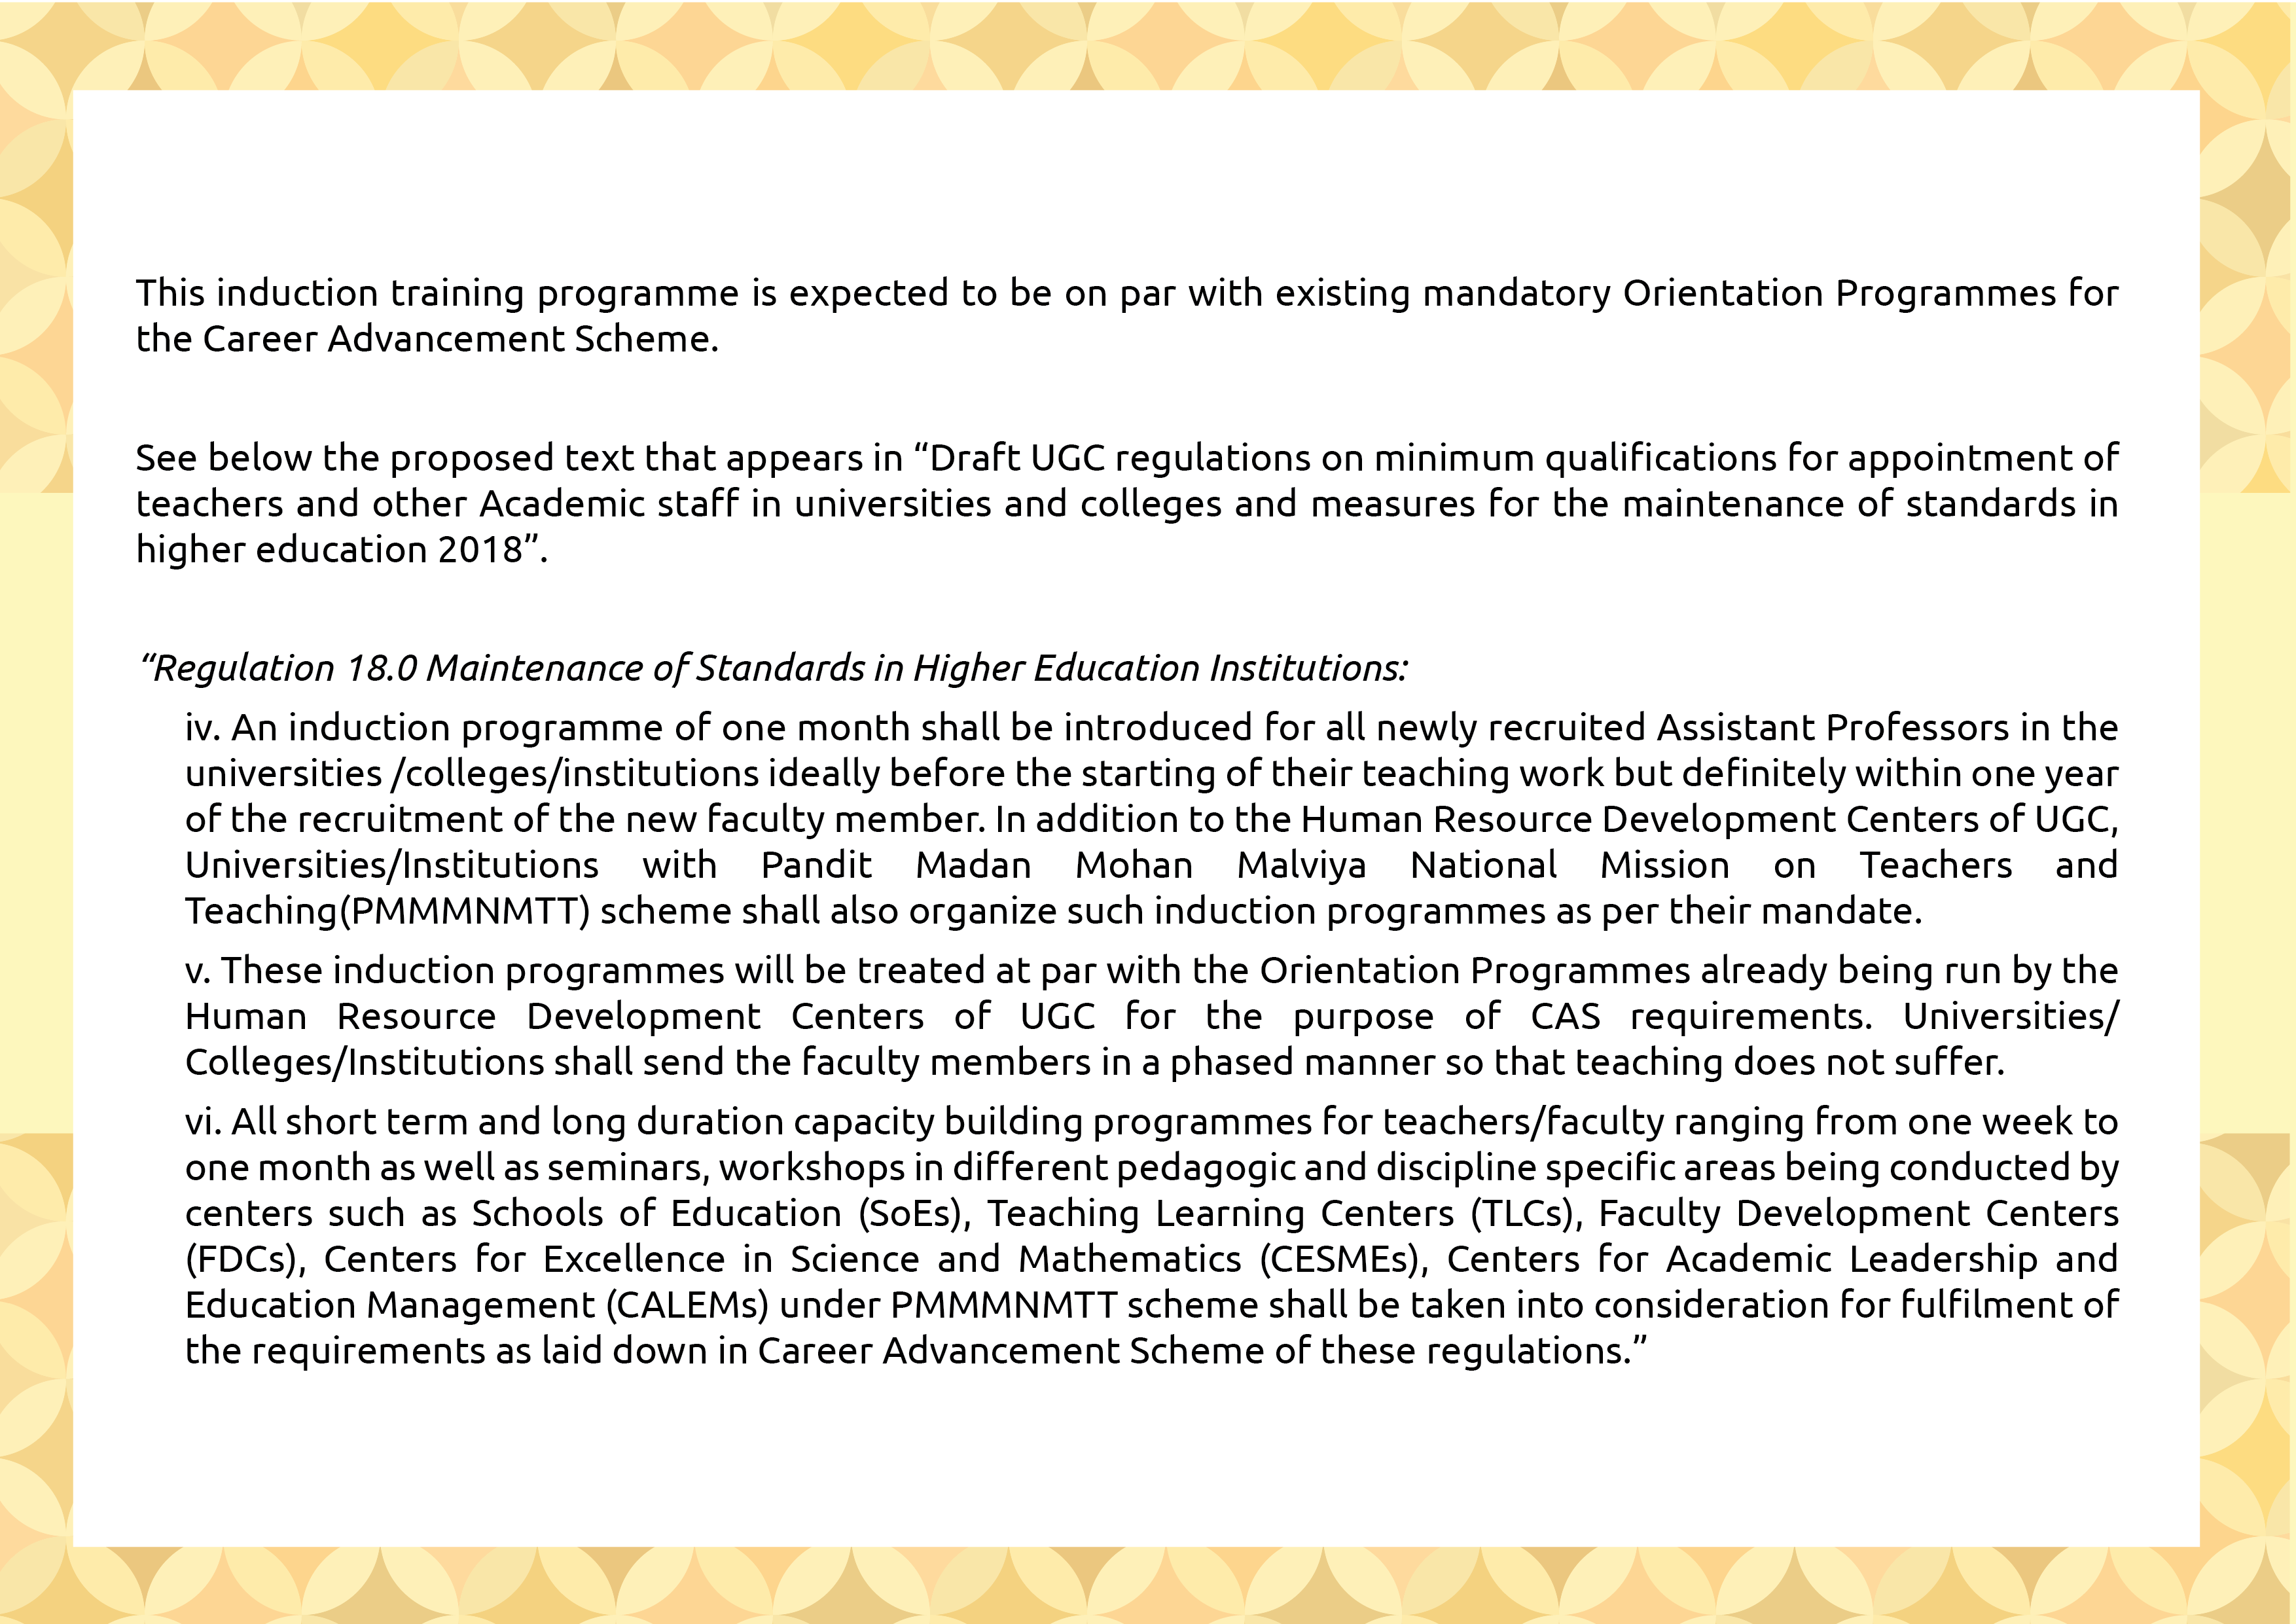 This induction training programme is expected to be on par with existing mandatory Orientation Programmes for
the Career Advancement Scheme.
See below the proposed text that appears in “Draft UGC regulations on minimum qualifications for appointment of
teachers and other Academic staff in universities and colleges and measures for the maintenance of standards in
higher education 2018”.
“Regulation 18.0 Maintenance of Standards in Higher Education Institutions:
iv. An induction programme of one month shall be introduced for all newly recruited Assistant Professors in the
universities /colleges/institutions ideally before the starting of their teaching work but definitely within one year
of the recruitment of the new faculty member. In addition to the Human Resource Development Centers of UGC,
Universities/Institutions with Pandit Madan Mohan Malviya National Mission on Teachers and
Teaching(PMMMNMTT) scheme shall also organize such induction programmes as per their mandate.
v. These induction programmes will be treated at par with the Orientation Programmes already being run by the
Human Resource Development Centers of UGC for the purpose of CAS requirements. Universities/
Colleges/Institutions shall send the faculty members in a phased manner so that teaching does not suffer.
vi. All short term and long duration capacity building programmes for teachers/faculty ranging from one week to
one month as well as seminars, workshops in different pedagogic and discipline specific areas being conducted by
centers such as Schools of Education (SoEs), Teaching Learning Centers (TLCs), Faculty Development Centers
(FDCs), Centers for Excellence in Science and Mathematics (CESMEs), Centers for Academic Leadership and
Education Management (CALEMs) under PMMMNMTT scheme shall be taken into consideration for fulfilment of
the requirements as laid down in Career Advancement Scheme of these regulations.”